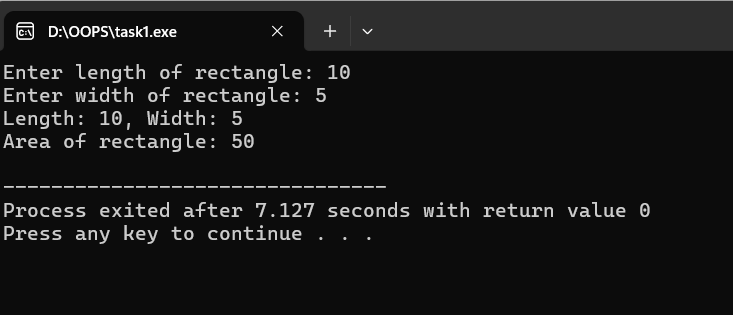 D:\OOPS\task1.exe
Enter length of rectangle: 10
Enter width of rectangle: 5
Length: 10, Width: 5
Area of rectangle: 50
--------------------------------
Process exited after 7.127 seconds with return value 0
Press any key to continue . . .